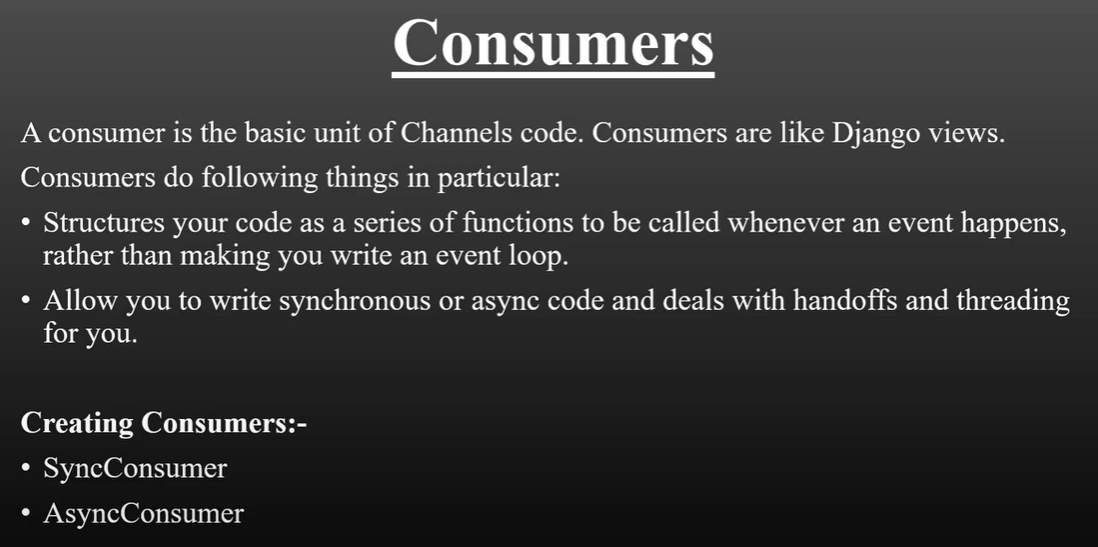 Consumers
A consumer is the basic unit of Channels code. Consumers are like Django views.
Consumers do following things in particular:
• Structures your code as a series of functions to be called whenever an event happens,
rather than making you write an event loop.
• Allow you to write synchronous or async code and deals with handoffs and threading
for you.
Creating Consumers:-
• SyncConsumer
• AsyncConsumer